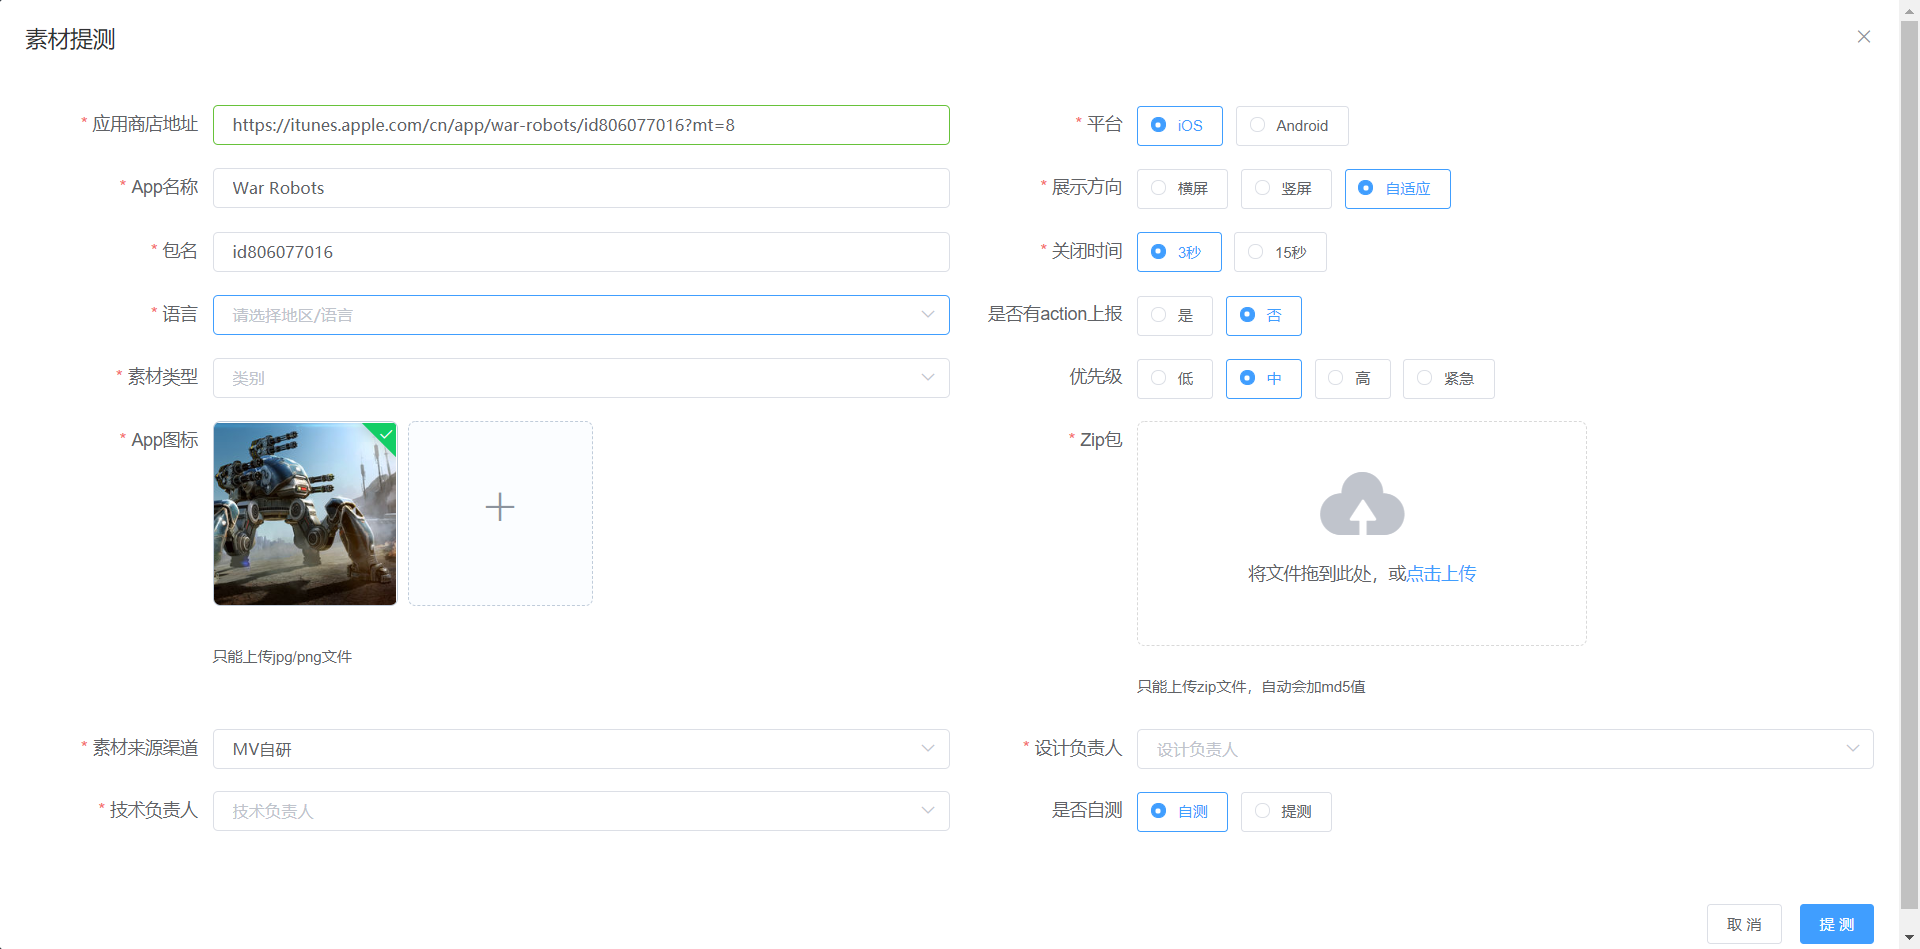 素材提测
* 应用商店地址 https://itunes.apple.com/cn/app/war-robots/id806077016?mt=8
* 平台 iOS Android
* App名称 War Robots
* 展示方向 横屏 竖屏 自适应
* 包名 id806077016
* 关闭时间 3秒 15秒
* 语言 请选择地区/语言
是否有action上报 是 否
* 素材类型 类别
优先级 低 中 高 紧急
* App图标
* Zip包
将文件拖到此处，或点击上传
只能上传jpg/png文件
只能上传zip文件，自动会加md5值
* 素材来源渠道 MV自研
* 设计负责人 设计负责人
* 技术负责人 技术负责人
是否自测 自测 提测
取消 提测